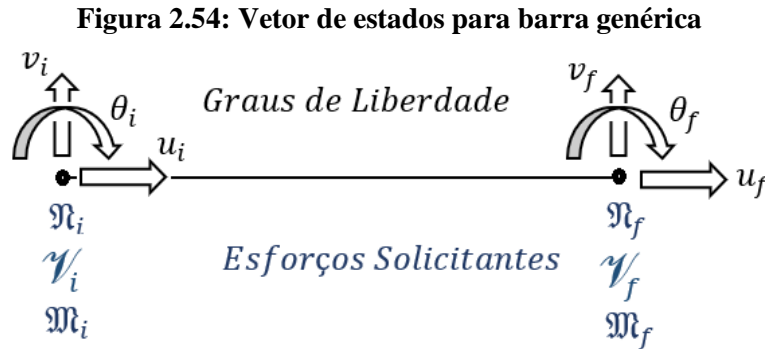 Figura 2.54: Vetor de estados para barra genérica
v_i
v_f
Graus de Liberdade
θ_i
θ_f
u_i
u_f
𝔑_i
𝔑_f
𝒱_i
Esforços Solicitantes
𝒱_f
𝔐_i
𝔐_f